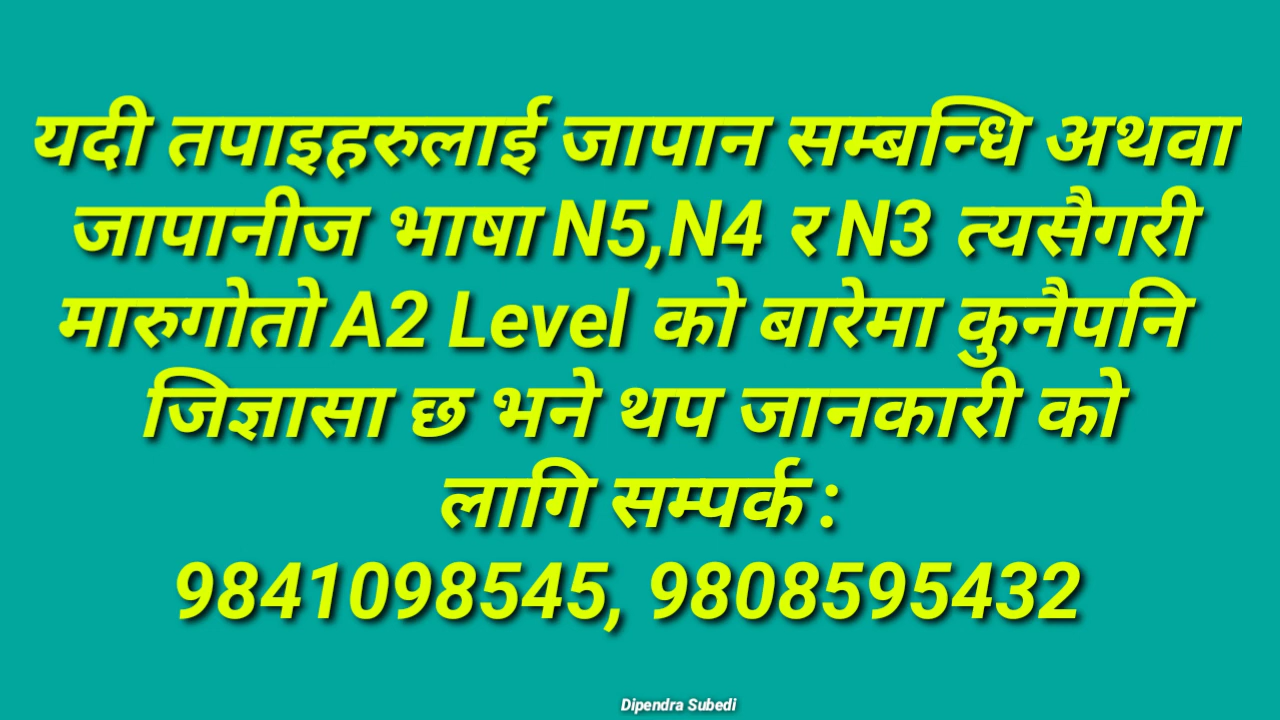 यदी तपाइहरुलाई जापान सम्बन्धि अथवा
जापानीज भाषा N5,N4 र N3 त्यसैगरी
मारुगोतो A2 Level को बारेमा कुनैपनि
जिज्ञासा छ भने थप जानकारी को
लागि सम्पर्क :
9841098545, 9808595432
Dipendra Subedi